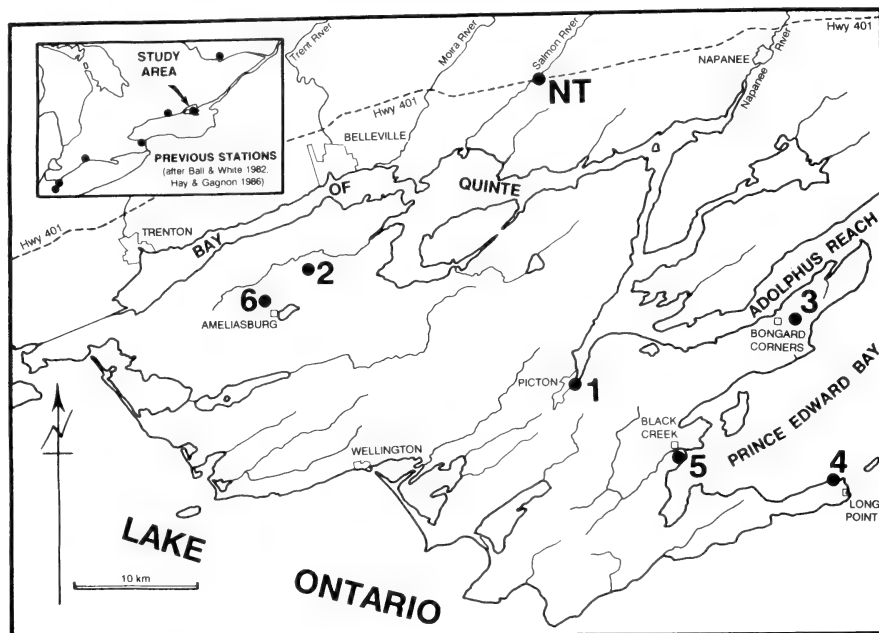 STUDY
AREA
PREVIOUS STATIONS
(after Ball & White 1982,
Hay & Gagnon 1986)
Trent River
Moira River
Salmon River
NAPANEE
Napanee River
Hwy 401
Hwy 401
NT
BELLEVILLE
Hwy 401
TRENTON
BAY OF QUINTE
2
6
AMELIASBURG
ADOLPHUS REACH
3
BONGARD
CORNERS
PICTON
1
PRINCE EDWARD BAY
BLACK
CREEK
5
4
LONG
POINT
WELLINGTON
LAKE
ONTARIO
N
10 km